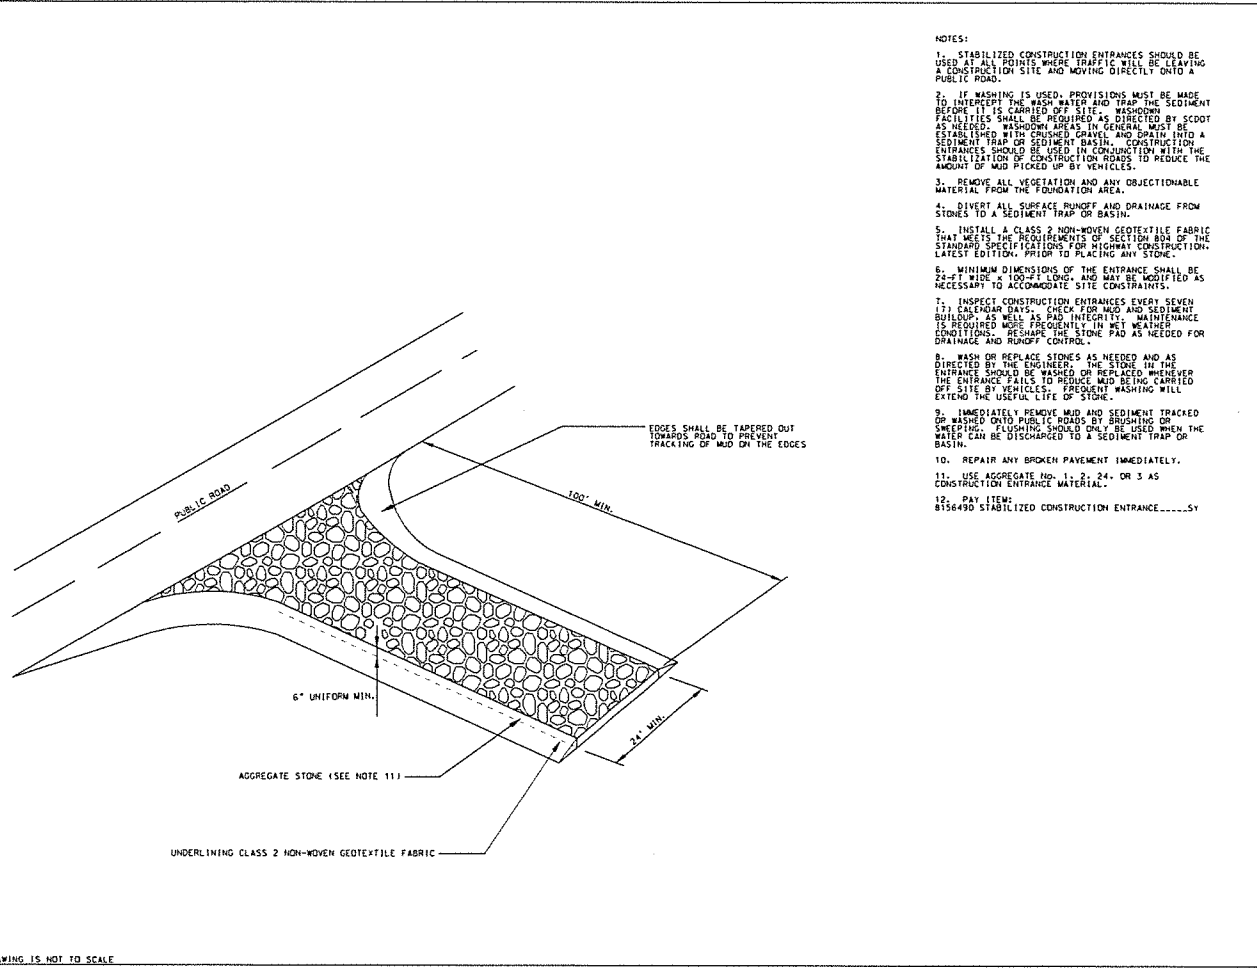 NOTES:
1. STABILIZED CONSTRUCTION ENTRANCES SHOULD BE
USED AT ALL POINTS WHERE TRAFFIC WILL BE LEAVING
A CONSTRUCTION SITE AND MOVING DIRECTLY ONTO A
PUBLIC ROAD.
2. IF WASHING IS USED, PROVISIONS MUST BE MADE
TO INTERCEPT THE WASH WATER AND TRAP THE SEDIMENT
BEFORE IT IS CARRIED OFF SITE. WASHDOWN
FACILITIES SHALL BE REQUIRED AS DIRECTED BY SCDOT
AS NEEDED. WASHDOWN AREAS IN GENERAL MUST BE
ESTABLISHED WITH CRUSHED GRAVEL AND DRAIN INTO A
SEDIMENT TRAP OR SEDIMENT BASIN. CONSTRUCTION
ENTRANCES SHOULD BE USED IN CONJUNCTION WITH THE
STABILIZATION OF CONSTRUCTION ROADS TO REDUCE THE
AMOUNT OF MUD PICKED UP BY VEHICLES.
3. REMOVE ALL VEGETATION AND ANY OBJECTIONABLE
MATERIAL FROM THE FOUNDATION AREA.
4. DIVERT ALL SURFACE RUNOFF AND DRAINAGE FROM
STONES TO A SEDIMENT TRAP OR BASIN.
5. INSTALL A CLASS 2 NON-WOVEN GEOTEXTILE FABRIC
THAT MEETS THE REQUIREMENTS OF SECTION 804 OF THE
STANDARD SPECIFICATIONS FOR HIGHWAY CONSTRUCTION,
LATEST EDITION, PRIOR TO PLACING ANY STONE.
6. MINIMUM DIMENSIONS OF THE ENTRANCE SHALL BE
24-FT WIDE x 100-FT LONG, AND MAY BE MODIFIED AS
NECESSARY TO ACCOMMODATE SITE CONSTRAINTS.
7. INSPECT CONSTRUCTION ENTRANCES EVERY SEVEN
(7) CALENDAR DAYS. CHECK FOR MUD AND SEDIMENT
BUILDUP, AS WELL AS PAD INTEGRITY. MAINTENANCE
IS REQUIRED MORE FREQUENTLY IN WET WEATHER
CONDITIONS. RESHAPE THE STONE PAD AS NEEDED FOR
DRAINAGE AND RUNOFF CONTROL.
8. WASH OR REPLACE STONES AS NEEDED AND AS
DIRECTED BY THE ENGINEER. THE STONE IN THE
ENTRANCE SHOULD BE WASHED OR REPLACED WHENEVER
THE ENTRANCE FAILS TO REDUCE MUD BEING CARRIED
OFF SITE BY VEHICLES. FREQUENT WASHING WILL
EXTEND THE USEFUL LIFE OF STONE.
9. IMMEDIATELY REMOVE MUD AND SEDIMENT TRACKED
OR WASHED ONTO PUBLIC ROADS BY BRUSHING OR
SWEEPING. FLUSHING SHOULD ONLY BE USED WHEN THE
WATER CAN BE DISCHARGED TO A SEDIMENT TRAP OR
BASIN.
10. REPAIR ANY BROKEN PAVEMENT IMMEDIATELY.
11. USE AGGREGATE No. 1, 2, 24, OR 3 AS
CONSTRUCTION ENTRANCE MATERIAL.
12. PAY ITEM:
8156490 STABILIZED CONSTRUCTION ENTRANCE_____SY
EDGES SHALL BE TAPERED OUT
TOWARDS ROAD TO PREVENT
TRACKING OF MUD ON THE EDGES
PUBLIC ROAD
100' MIN.
6" UNIFORM MIN.
24' MIN.
AGGREGATE STONE (SEE NOTE 11)
UNDERLINING CLASS 2 NON-WOVEN GEOTEXTILE FABRIC
WING IS NOT TO SCALE